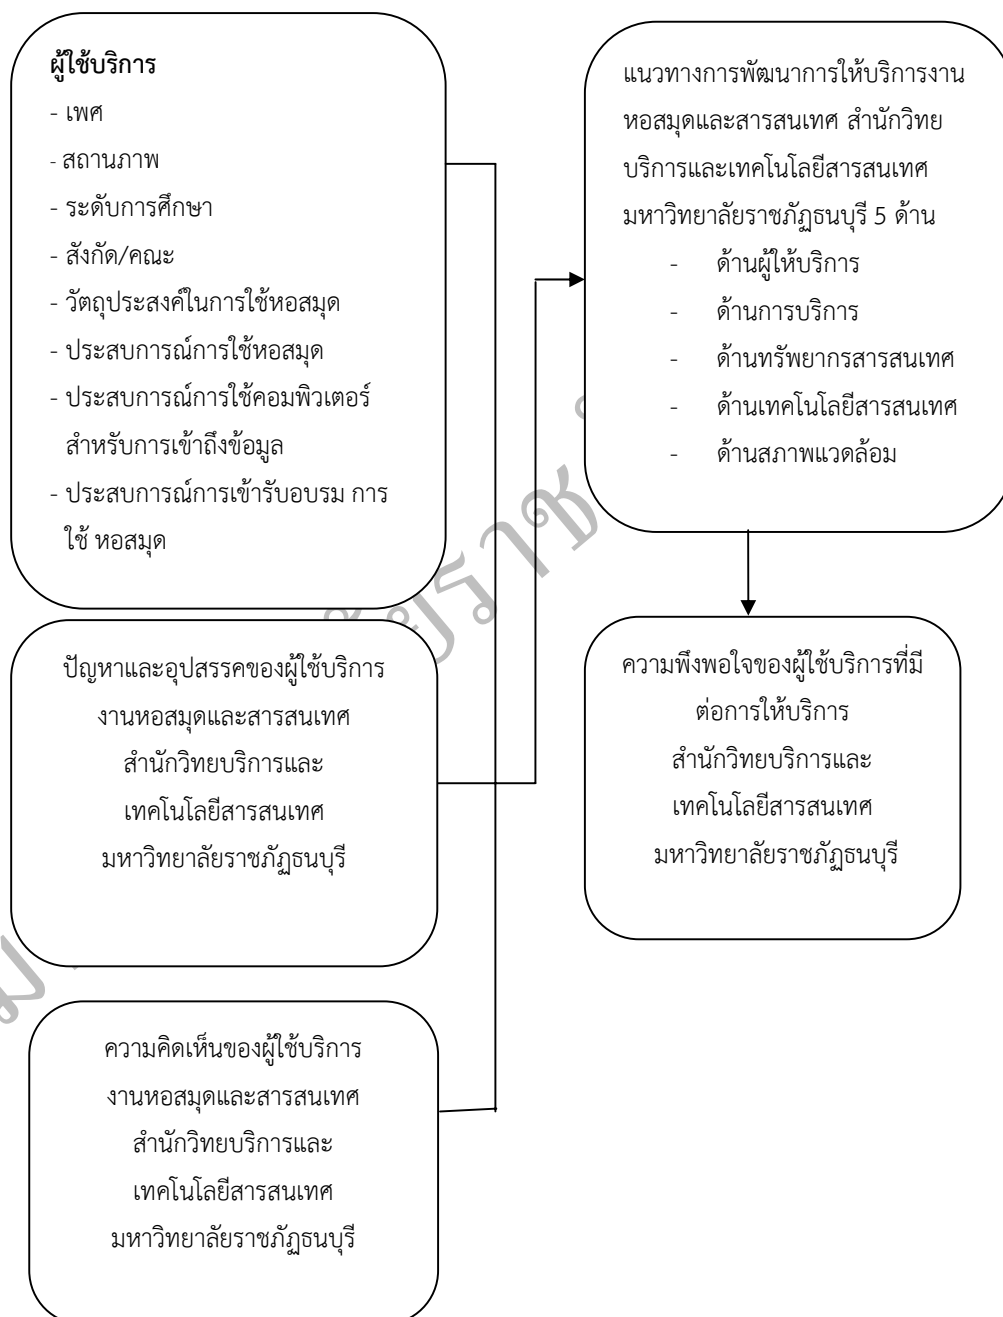 ผู้ใช้บริการ
- เพศ
- สถานภาพ
- ระดับการศึกษา
- สังกัด/คณะ
- วัตถุประสงค์ในการใช้หอสมุด
- ประสบการณ์การใช้หอสมุด
- ประสบการณ์การใช้คอมพิวเตอร์
สำหรับการเข้าถึงข้อมูล
- ประสบการณ์การเข้ารับอบรม การ
ใช้ หอสมุด
ปัญหาและอุปสรรคของผู้ใช้บริการ
งานหอสมุดและสารสนเทศ
สำนักวิทยบริการและ
เทคโนโลยีสารสนเทศ
มหาวิทยาลัยราชภัฏธนบุรี
ความคิดเห็นของผู้ใช้บริการ
งานหอสมุดและสารสนเทศ
สำนักวิทยบริการและ
เทคโนโลยีสารสนเทศ
มหาวิทยาลัยราชภัฏธนบุรี
แนวทางการพัฒนาการให้บริการงาน
หอสมุดและสารสนเทศ สำนักวิทย
บริการและเทคโนโลยีสารสนเทศ
มหาวิทยาลัยราชภัฏธนบุรี 5 ด้าน
- ด้านผู้ให้บริการ
- ด้านการบริการ
- ด้านทรัพยากรสารสนเทศ
- ด้านเทคโนโลยีสารสนเทศ
- ด้านสภาพแวดล้อม
ความพึงพอใจของผู้ใช้บริการที่มี
ต่อการให้บริการ
สำนักวิทยบริการและ
เทคโนโลยีสารสนเทศ
มหาวิทยาลัยราชภัฏธนบุรี